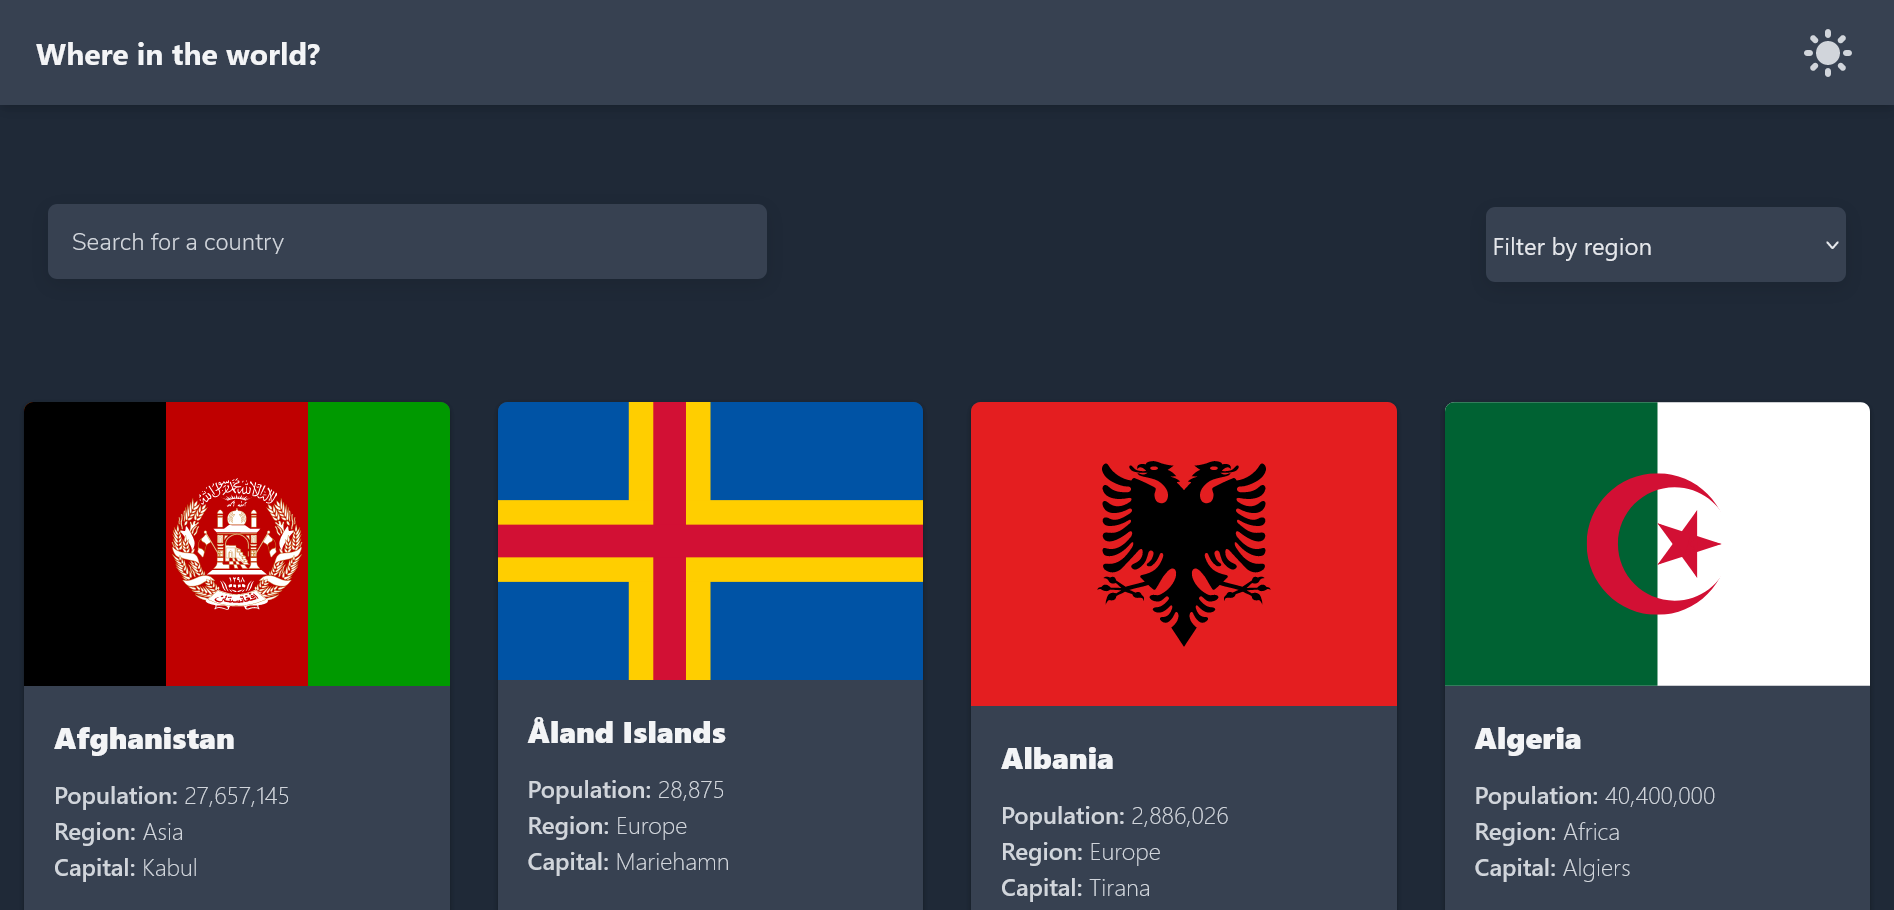 Where in the world?
Search for a country
Filter by region
Afghanistan
Population: 27,657,145
Region: Asia
Capital: Kabul
Åland Islands
Population: 28,875
Region: Europe
Capital: Mariehamn
Albania
Population: 2,886,026
Region: Europe
Capital: Tirana
Algeria
Population: 40,400,000
Region: Africa
Capital: Algiers